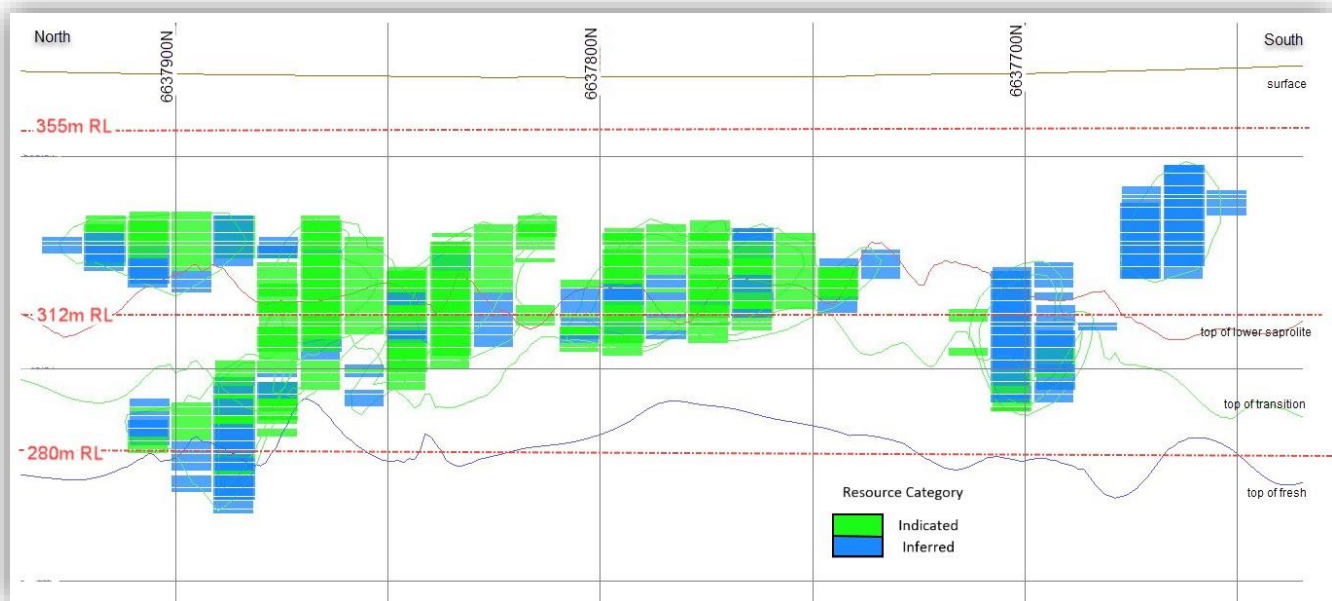 North
6637900N
6637800N
6637700N
South
surface
355m RL
312m RL
top of lower saprolite
top of transition
280m RL
top of fresh
Resource Category
Indicated
Inferred